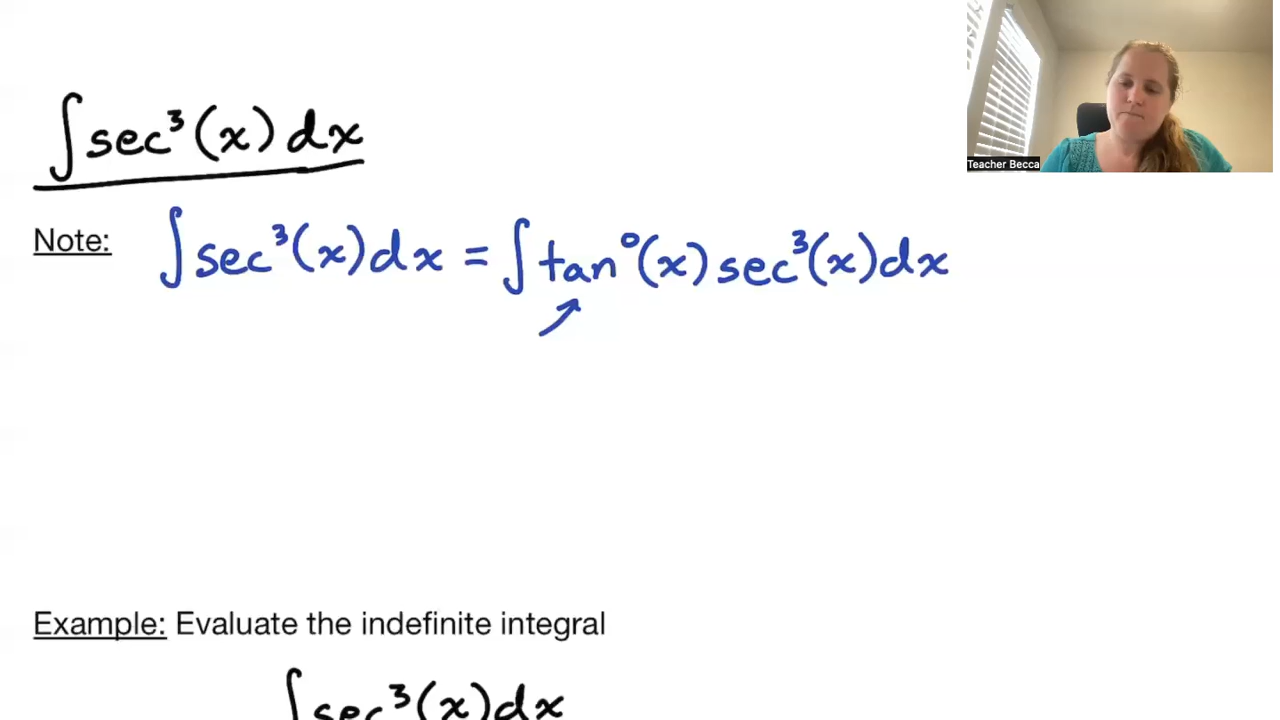 ∫sec³(x)dx
Teacher Becca
Note: ∫sec³(x)dx = ∫tan⁰(x)sec³(x)dx
Example: Evaluate the indefinite integral
∫sec³(x)dx